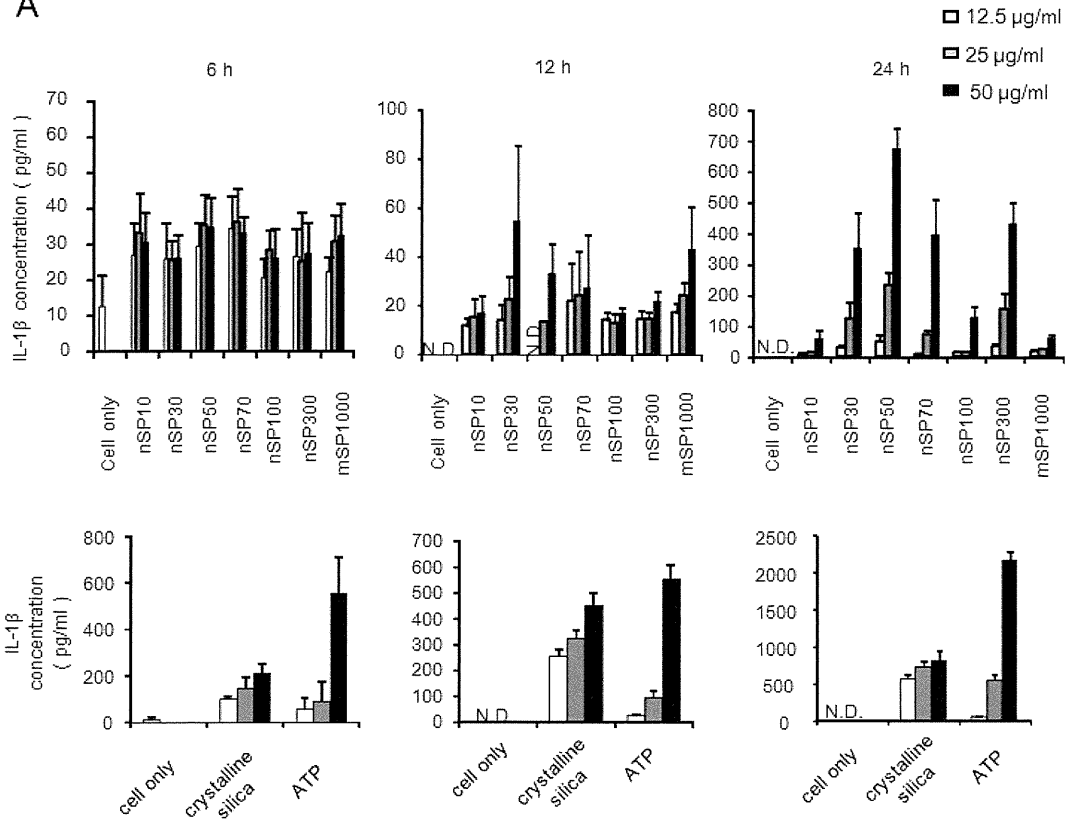 A
12.5 µg/ml
25 µg/ml
50 µg/ml
6 h
12 h
24 h
IL-1β concentration ( pg/ml )
70
60
50
40
30
20
10
0
Cell only
nSP10
nSP30
nSP50
nSP70
nSP100
nSP300
mSP1000
100
80
60
40
20
0
N.D.
N.D.
Cell only
nSP10
nSP30
nSP50
nSP70
nSP100
nSP300
mSP1000
800
700
600
500
400
300
200
100
0
N.D.
Cell only
nSP10
nSP30
nSP50
nSP70
nSP100
nSP300
mSP1000
IL-1β
concentration
( pg/ml )
800
600
400
200
0
cell only
crystalline
silica
ATP
700
600
500
400
300
200
100
0
N.D.
cell only
crystalline
silica
ATP
2500
2000
1500
1000
500
0
N.D.
cell only
crystalline
silica
ATP